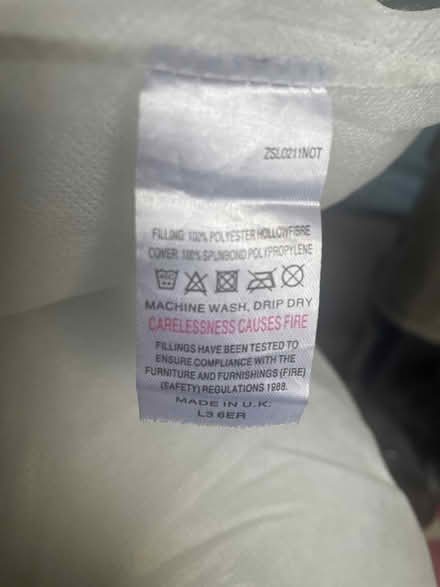 ZSL0211NOT
FILLING: 100% POLYESTER HOLLOWFIBRE
COVER: 100% SPUNBOND POLYPROPYLENE
MACHINE WASH, DRIP DRY
CARELESSNESS CAUSES FIRE
FILLINGS HAVE BEEN TESTED TO
ENSURE COMPLIANCE WITH THE
FURNITURE AND FURNISHINGS (FIRE)
(SAFETY) REGULATIONS 1988.
MADE IN U.K.
L3 6ER